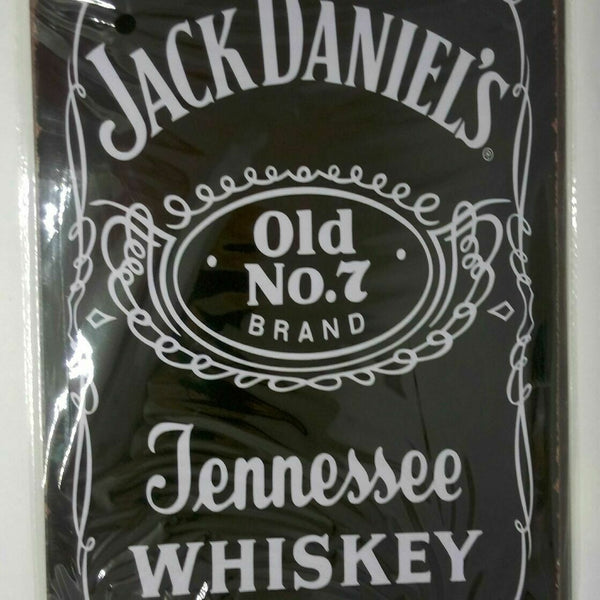 JACK DANIEL'S
®
Old
No.7
BRAND
Tennessee
WHISKEY